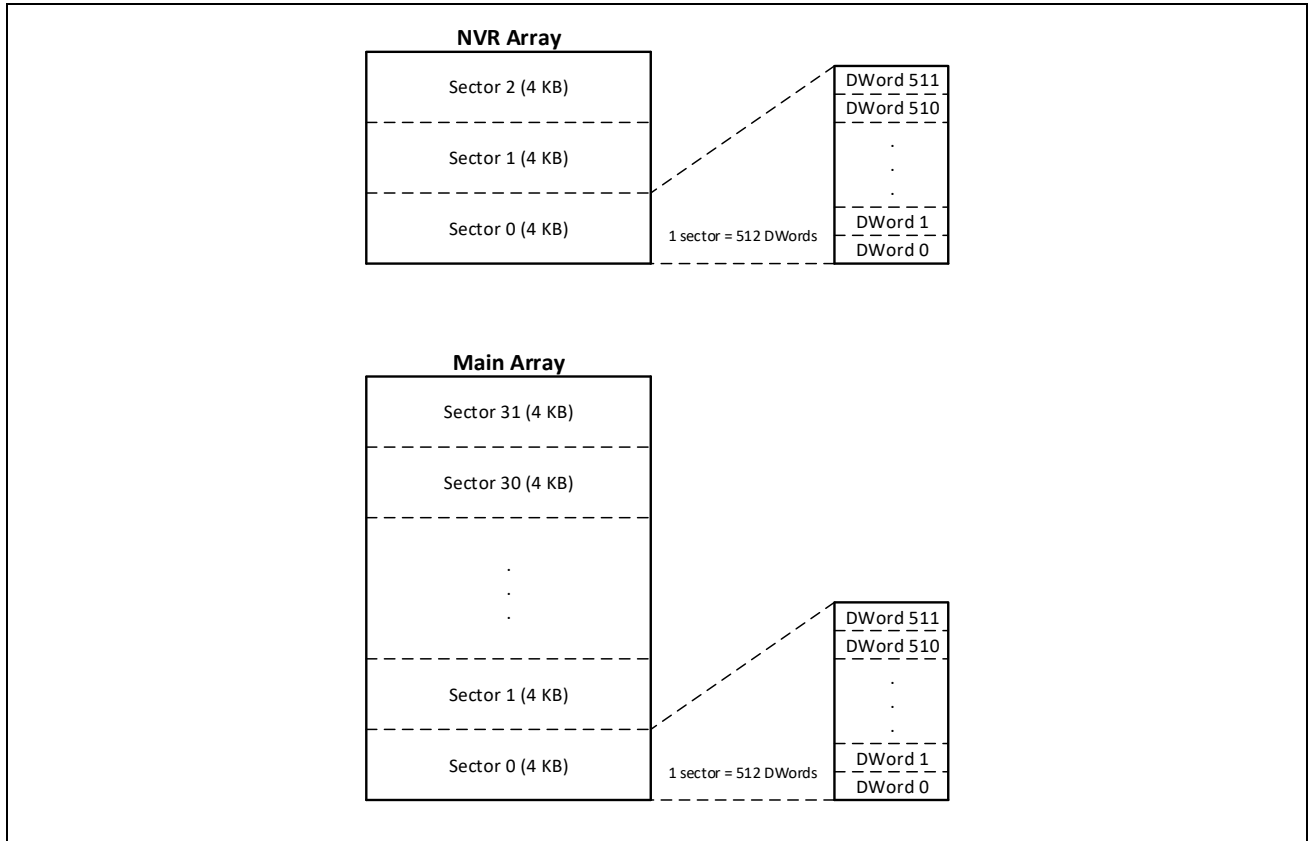 NVR Array
Sector 2 (4 KB)
Sector 1 (4 KB)
Sector 0 (4 KB)
1 sector = 512 DWords
DWord 511
DWord 510
.
.
.
DWord 1
DWord 0
Main Array
Sector 31 (4 KB)
Sector 30 (4 KB)
.
.
.
Sector 1 (4 KB)
Sector 0 (4 KB)
1 sector = 512 DWords
DWord 511
DWord 510
.
.
.
DWord 1
DWord 0